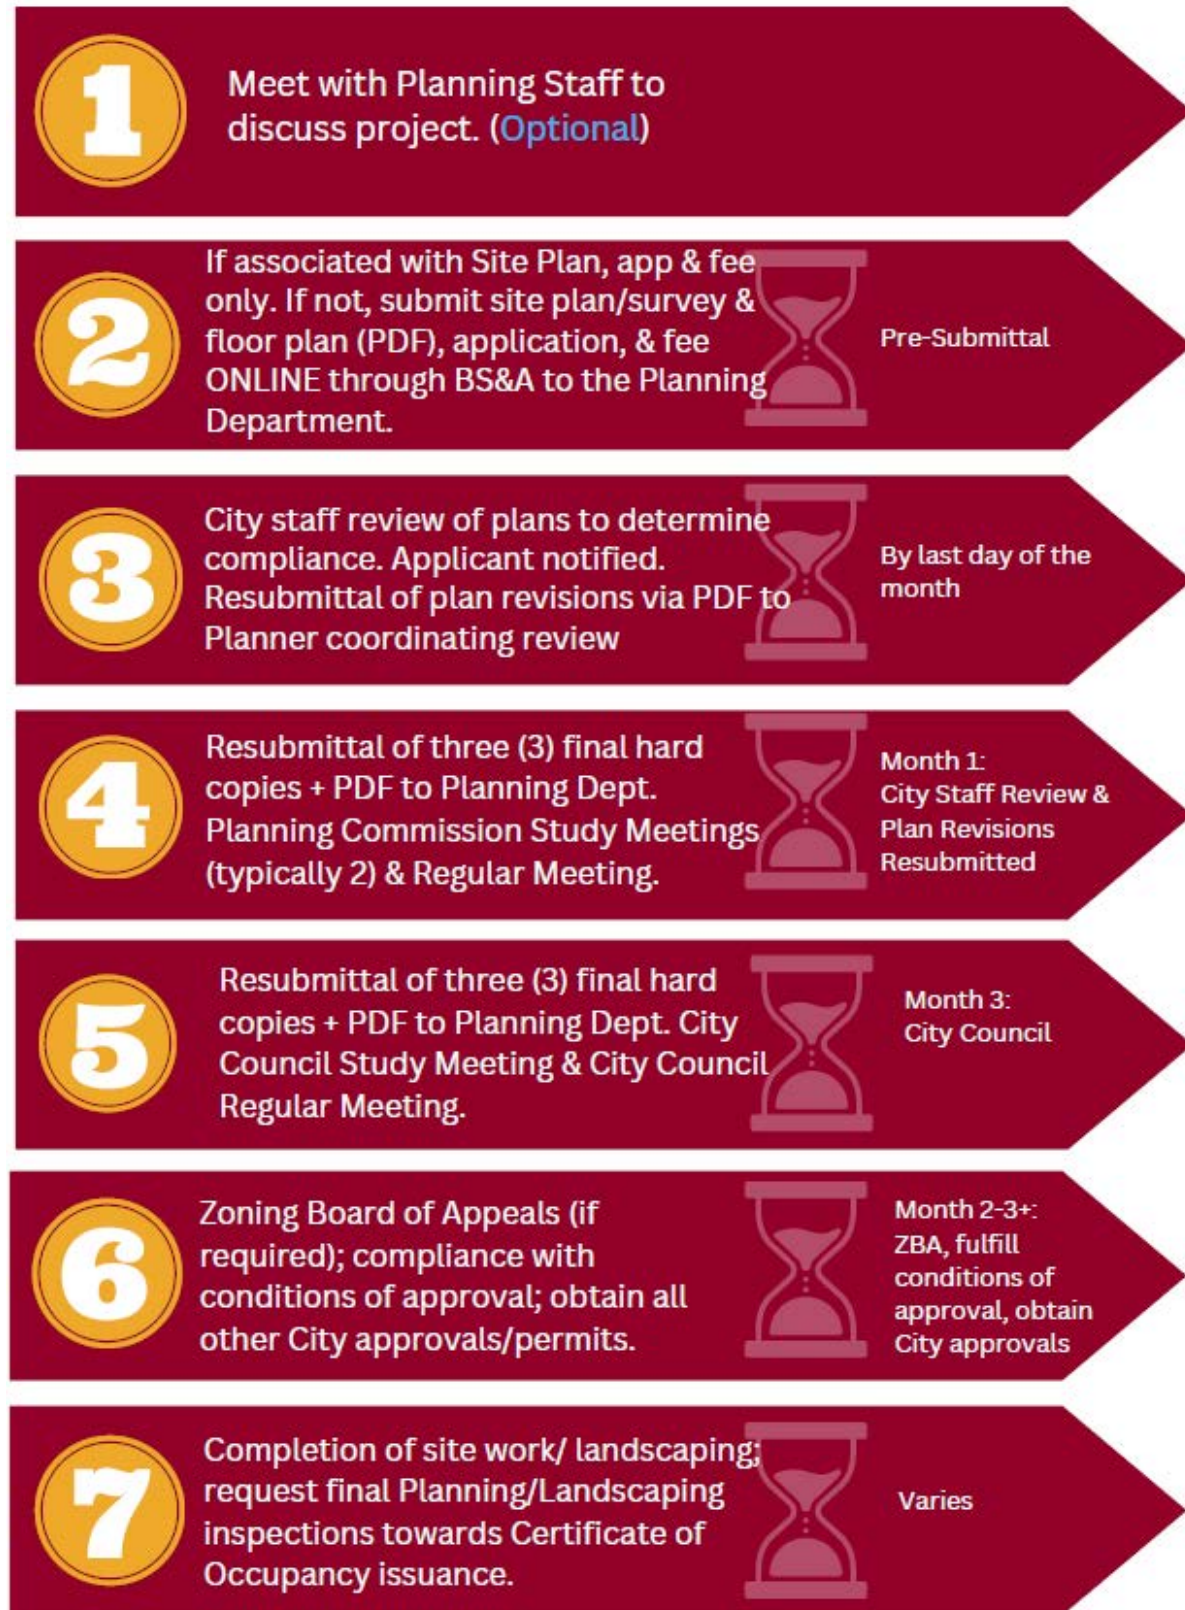 1
Meet with Planning Staff to
discuss project. (Optional)
2
If associated with Site Plan, app & fee
only. If not, submit site plan/survey &
floor plan (PDF), application, & fee
ONLINE through BS&A to the Planning
Department.
Pre-Submittal
3
City staff review of plans to determine
compliance. Applicant notified.
Resubmittal of plan revisions via PDF to
Planner coordinating review
By last day of the
month
4
Resubmittal of three (3) final hard
copies + PDF to Planning Dept.
Planning Commission Study Meetings
(typically 2) & Regular Meeting.
Month 1:
City Staff Review &
Plan Revisions
Resubmitted
5
Resubmittal of three (3) final hard
copies + PDF to Planning Dept. City
Council Study Meeting & City Council
Regular Meeting.
Month 3:
City Council
6
Zoning Board of Appeals (if
required); compliance with
conditions of approval; obtain all
other City approvals/permits.
Month 2-3+:
ZBA, fulfill
conditions of
approval, obtain
City approvals
7
Completion of site work/ landscaping;
request final Planning/Landscaping
inspections towards Certificate of
Occupancy issuance.
Varies